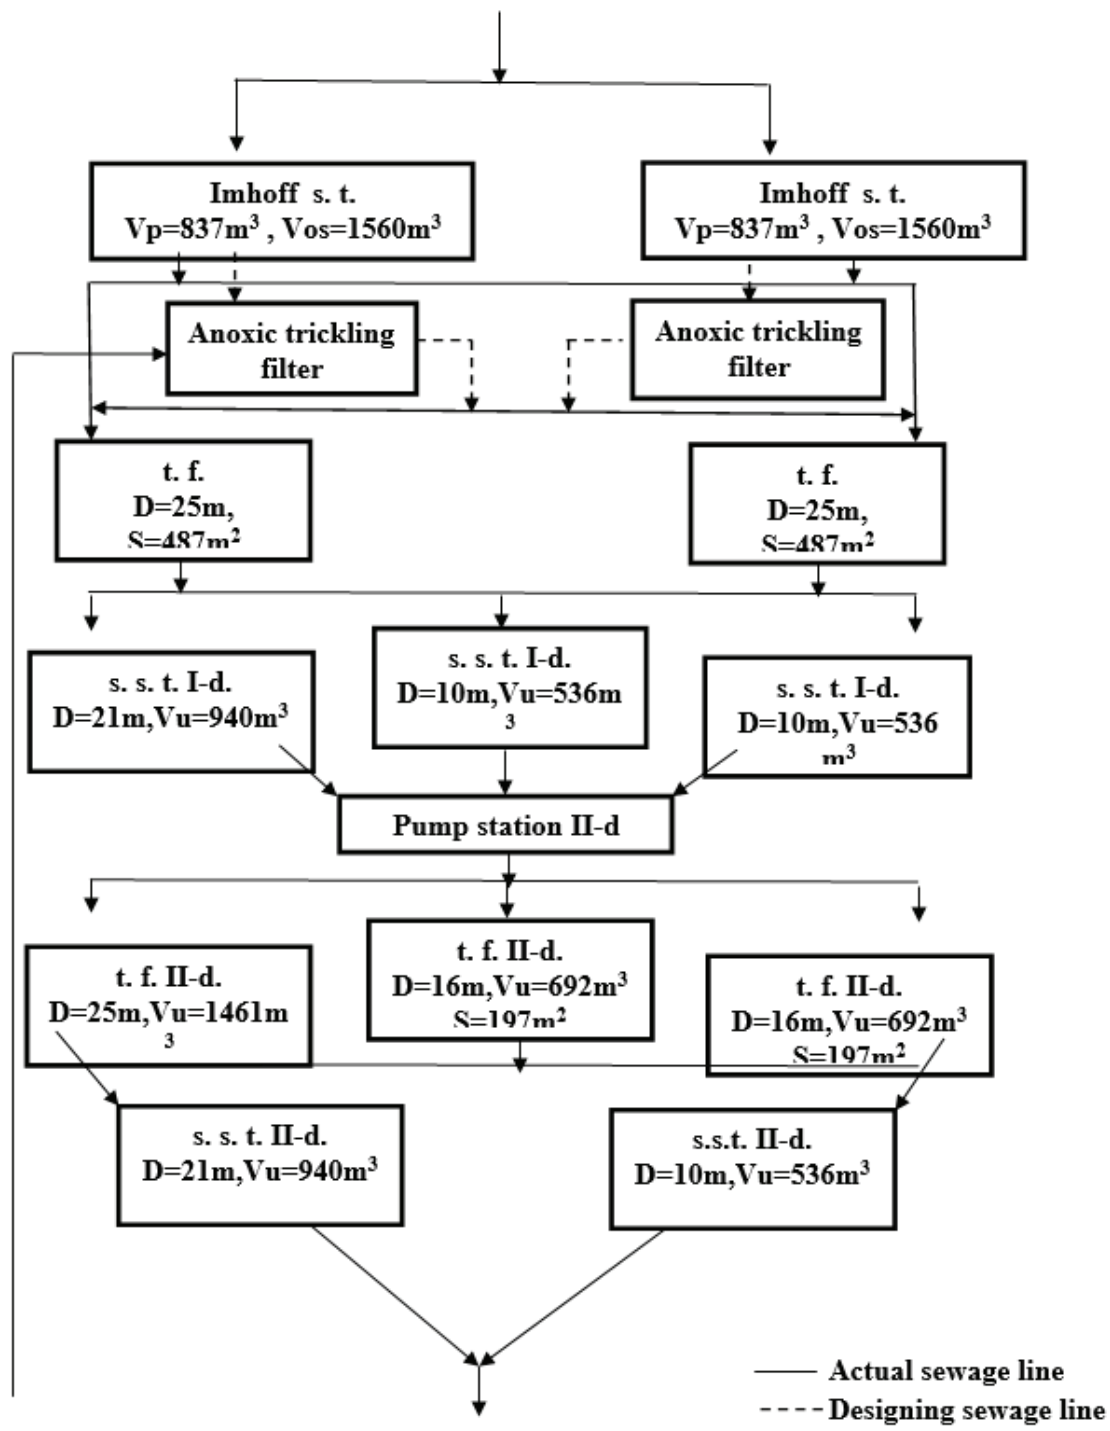 Imhoff s. t.
Vp=837m³ , Vos=1560m³
Imhoff s. t.
Vp=837m³ , Vos=1560m³
Anoxic trickling
filter
Anoxic trickling
filter
t. f.
D=25m,
S=487m²
t. f.
D=25m,
S=487m²
s. s. t. I-d.
D=21m,Vu=940m³
s. s. t. I-d.
D=10m,Vu=536m
3
s. s. t. I-d.
D=10m,Vu=536
m³
Pump station II-d
t. f. II-d.
D=25m,Vu=1461m
3
t. f. II-d.
D=16m,Vu=692m³
S=197m²
t. f. II-d.
D=16m,Vu=692m³
S=197m²
s. s. t. II-d.
D=21m,Vu=940m³
s.s.t. II-d.
D=10m,Vu=536m³
Actual sewage line
Designing sewage line